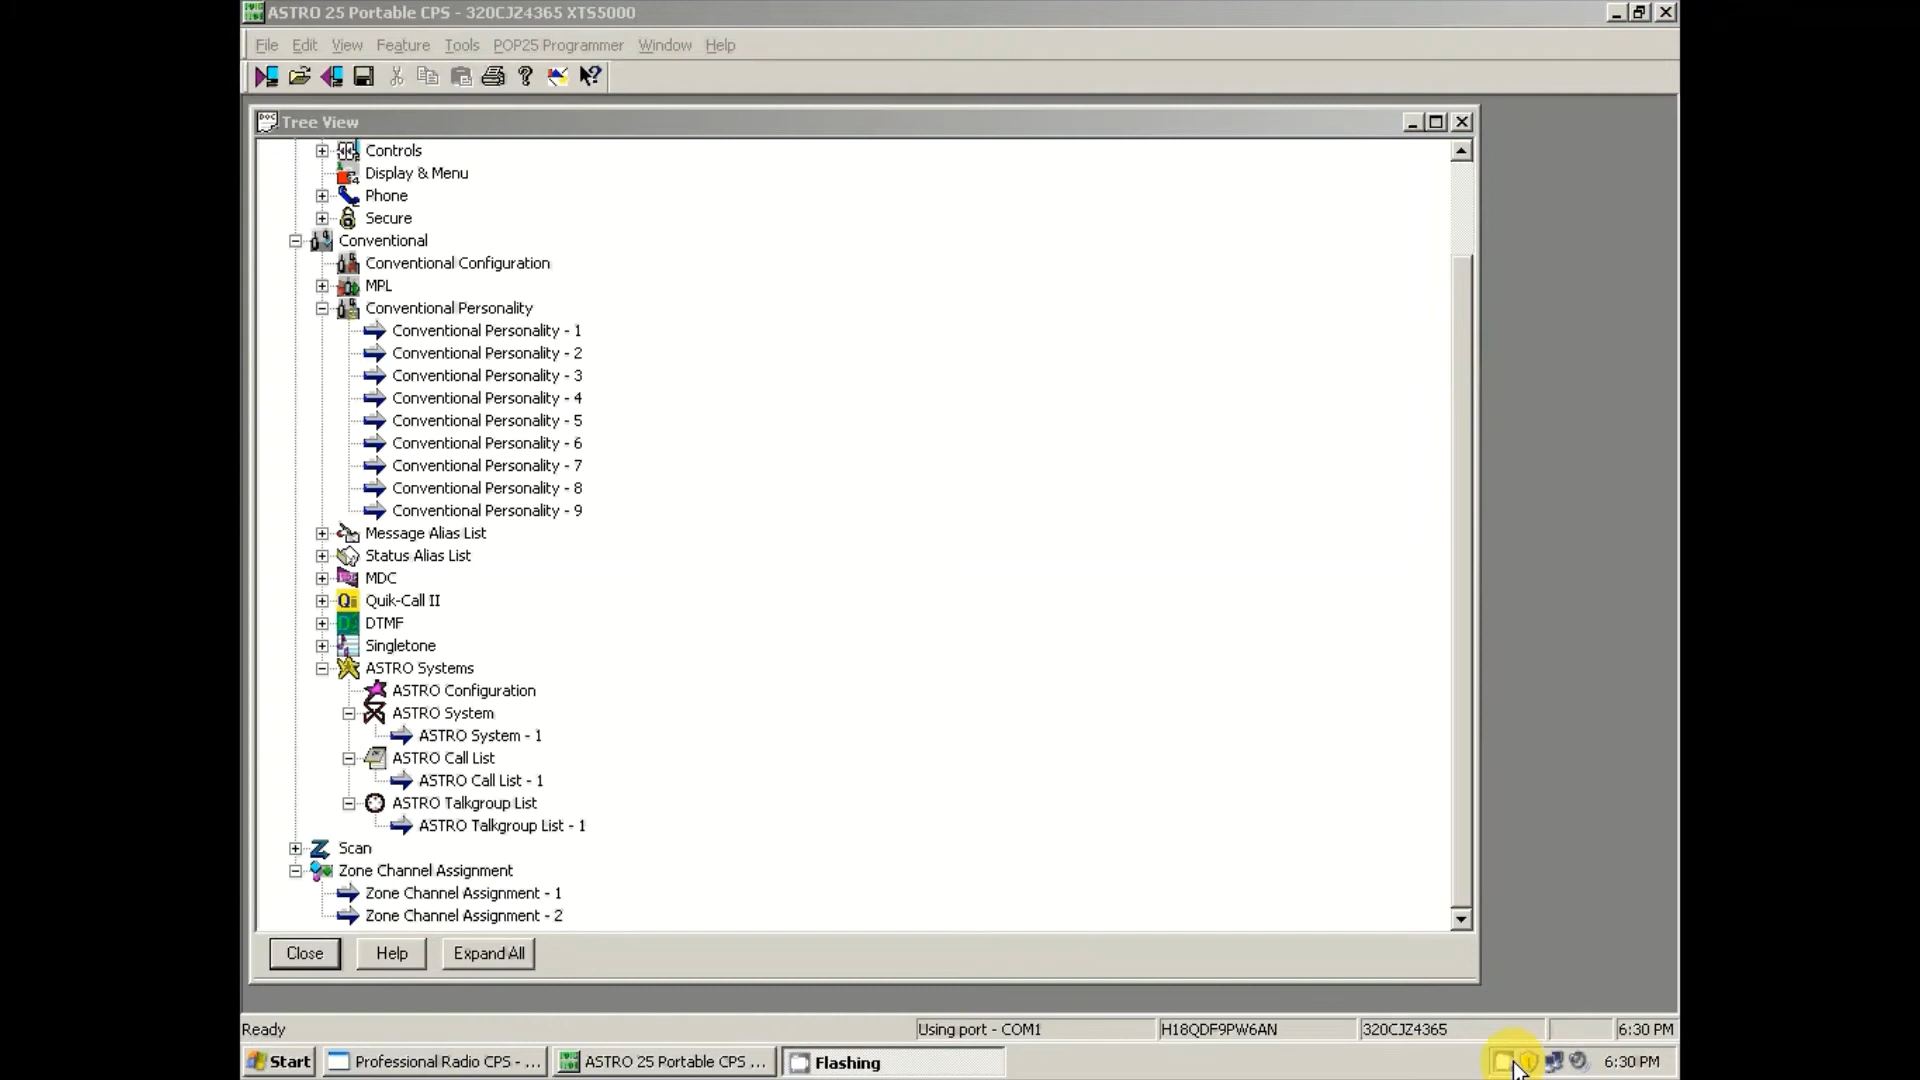 ASTRO 25 Portable CPS - 320CJZ4365 XTS5000
File Edit View Feature Tools POP25 Programmer Window Help
Tree View
Controls
Display & Menu
Phone
Secure
Conventional
Conventional Configuration
MPL
Conventional Personality
Conventional Personality - 1
Conventional Personality - 2
Conventional Personality - 3
Conventional Personality - 4
Conventional Personality - 5
Conventional Personality - 6
Conventional Personality - 7
Conventional Personality - 8
Conventional Personality - 9
Message Alias List
Status Alias List
MDC
Quik-Call II
DTMF
Singletone
ASTRO Systems
ASTRO Configuration
ASTRO System
ASTRO System - 1
ASTRO Call List
ASTRO Call List - 1
ASTRO Talkgroup List
ASTRO Talkgroup List - 1
Scan
Zone Channel Assignment
Zone Channel Assignment - 1
Zone Channel Assignment - 2
Close Help Expand All
Ready Using port - COM1 H18QDF9PW6AN 320CJZ4365 6:30 PM
Start Professional Radio CPS - ... ASTRO 25 Portable CPS ... Flashing 6:30 PM